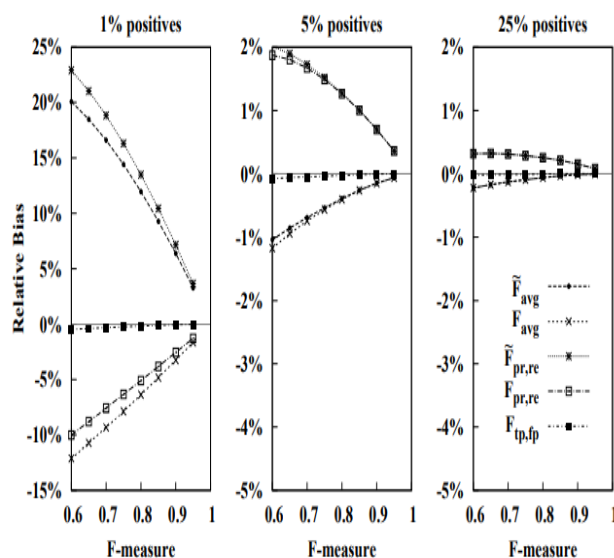 1% positives
5% positives
25% positives
Relative Bias
25%
20%
15%
10%
5%
0%
-5%
-10%
-15%
2%
1%
0%
-1%
-2%
-3%
-4%
-5%
2%
1%
0%
-1%
-2%
-3%
-4%
-5%
F̃avg
Favg
F̃pr,re
Fpr,re
Ftp,fp
0.6 0.7 0.8 0.9 1
0.6 0.7 0.8 0.9 1
0.6 0.7 0.8 0.9 1
F-measure
F-measure
F-measure